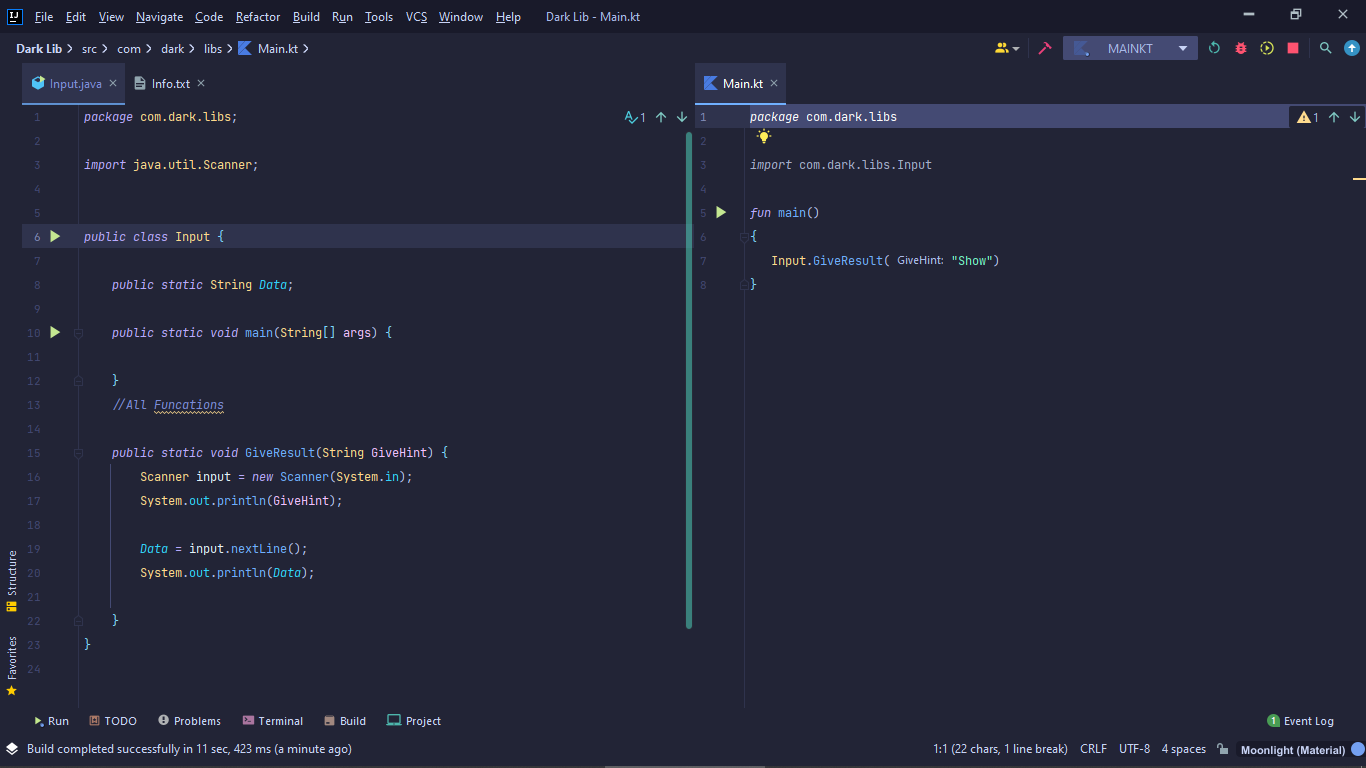 IJ File Edit View Navigate Code Refactor Build Run Tools VCS Window Help Dark Lib - Main.kt
Dark Lib src com dark libs Main.kt MAINKT
Input.java Info.txt
1 package com.dark.libs; 1
2
3 import java.util.Scanner;
4
5
6 public class Input {
7
8 public static String Data;
9
10 public static void main(String[] args) {
11
12 }
13 //All Funcations
14
15 public static void GiveResult(String GiveHint) {
16 Scanner input = new Scanner(System.in);
17 System.out.println(GiveHint);
18
19 Data = input.nextLine();
20 System.out.println(Data);
21
22 }
23 }
24
Main.kt
1 package com.dark.libs 1
2
3 import com.dark.libs.Input
4
5 fun main()
6 {
7 Input.GiveResult( GiveHint: "Show")
8 }
Structure
Favorites
Run TODO Problems Terminal Build Project 1 Event Log
Build completed successfully in 11 sec, 423 ms (a minute ago) 1:1 (22 chars, 1 line break) CRLF UTF-8 4 spaces Moonlight (Material)